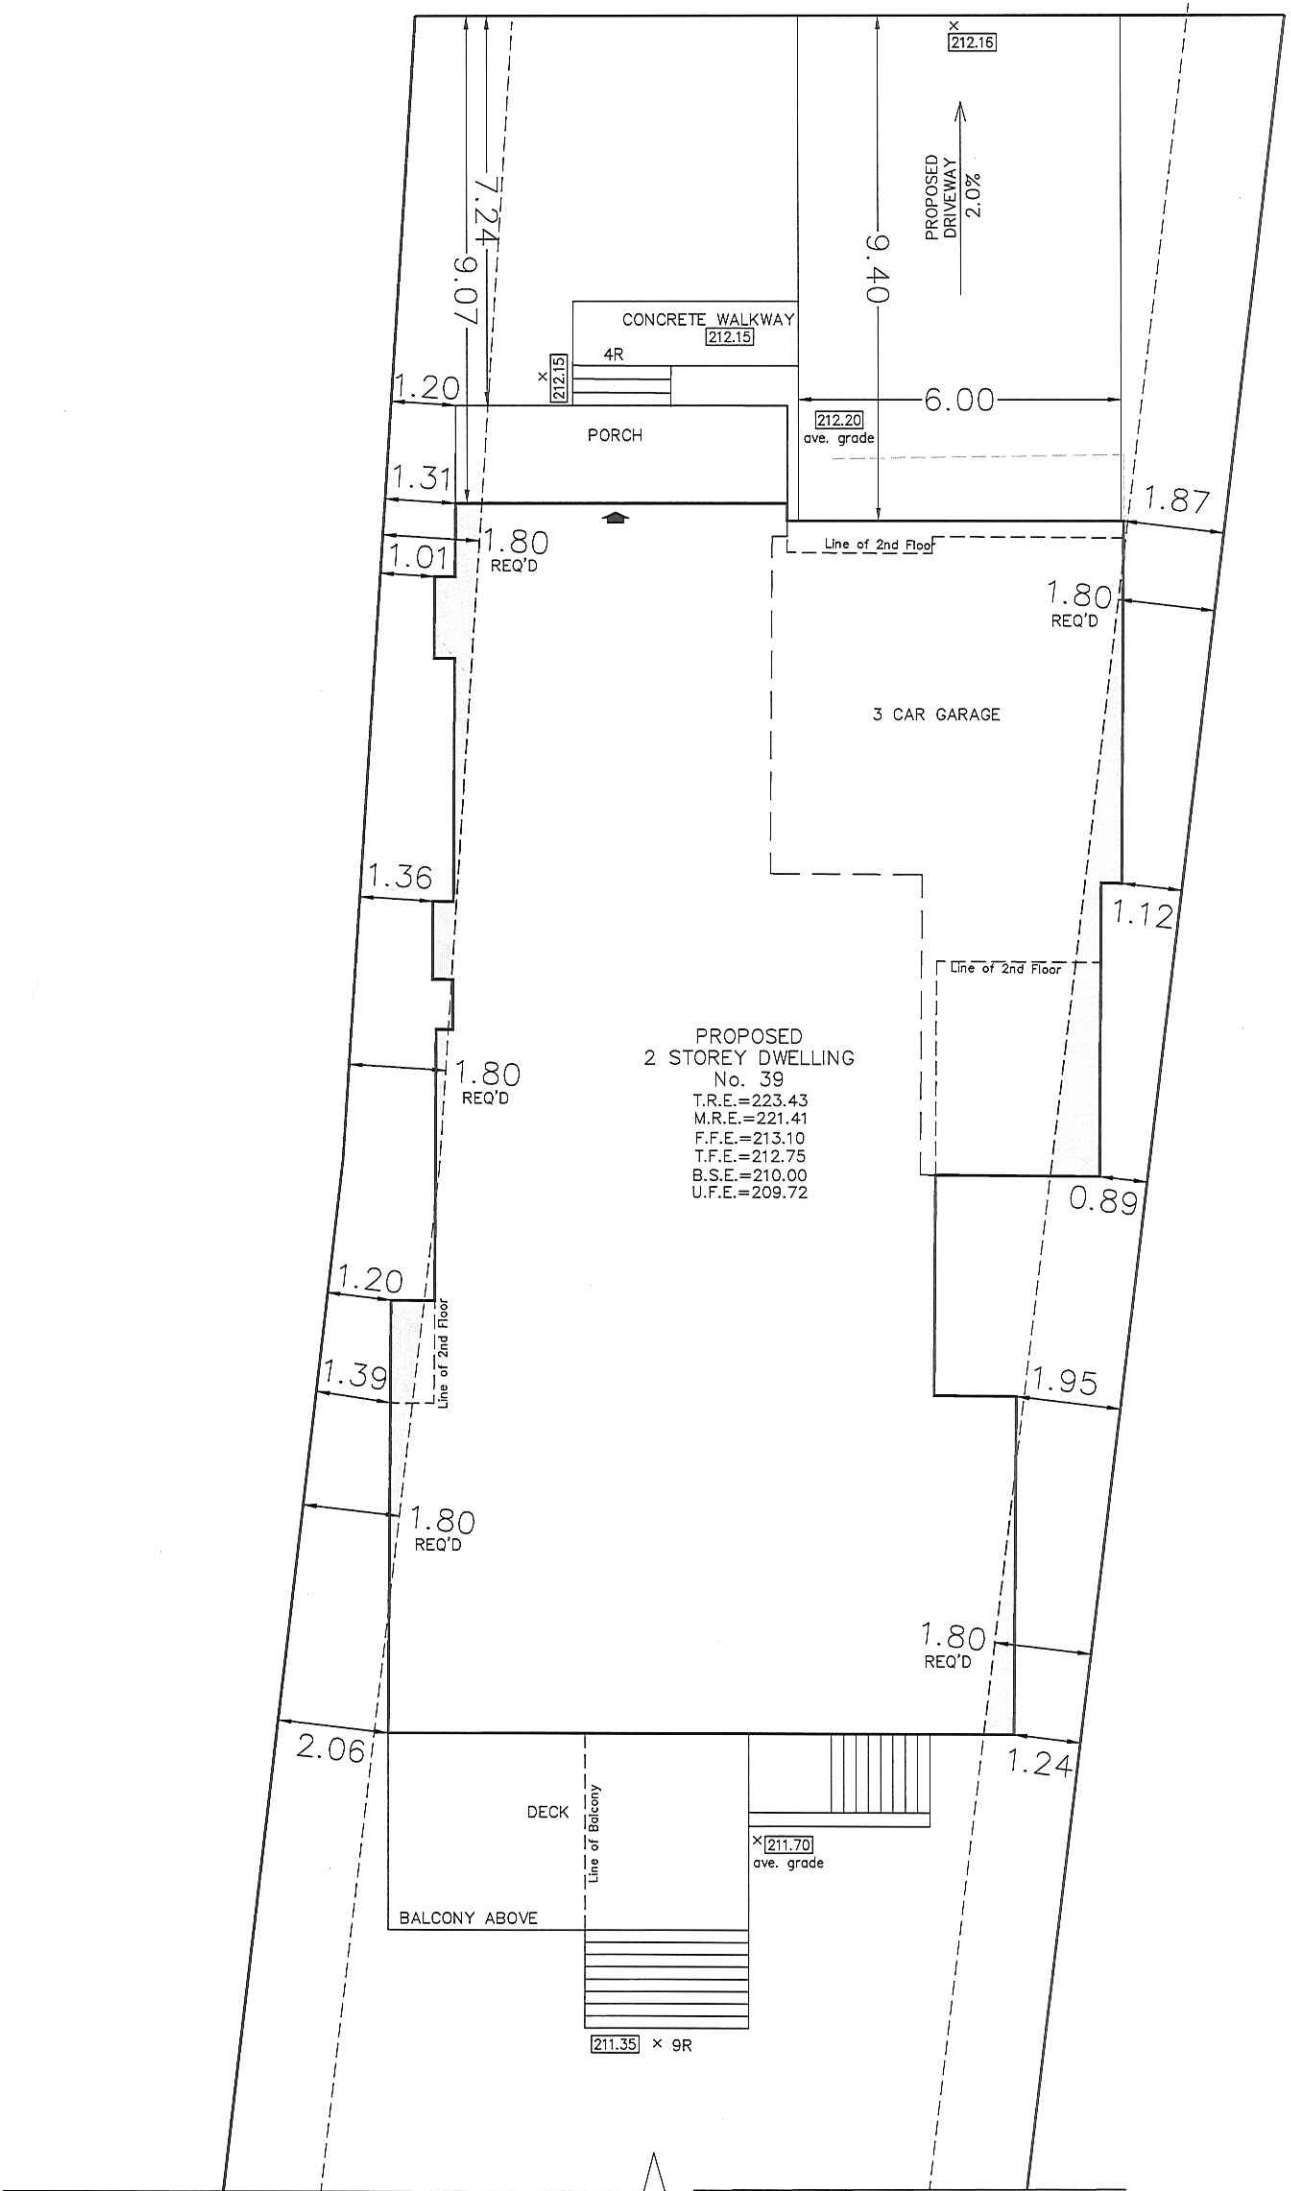 212.16
PROPOSED
DRIVEWAY
2.0%
7.24
9.07
9.40
CONCRETE WALKWAY
212.15
4R
212.15
1.20
6.00
212.20
ave. grade
PORCH
1.31
1.87
1.80
REQ'D
Line of 2nd Floor
1.01
1.80
REQ'D
3 CAR GARAGE
1.36
1.12
Line of 2nd Floor
PROPOSED
2 STOREY DWELLING
No. 39
T.R.E.=223.43
M.R.E.=221.41
F.F.E.=213.10
T.F.E.=212.75
B.S.E.=210.00
U.F.E.=209.72
1.80
REQ'D
0.89
1.20
Line of 2nd Floor
1.39
1.95
1.80
REQ'D
1.80
REQ'D
2.06
1.24
DECK
Line of Balcony
211.70
ave. grade
BALCONY ABOVE
211.35 9R